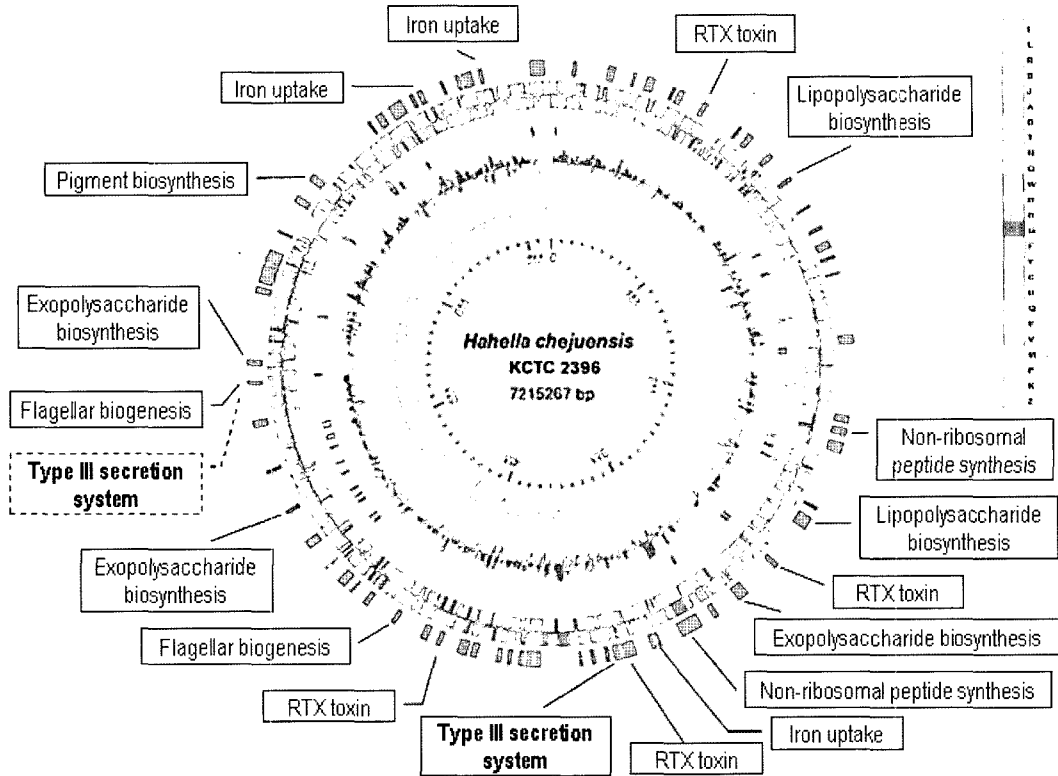 Iron uptake
RTX toxin
Iron uptake
Lipopolysaccharide
biosynthesis
Pigment biosynthesis
Exopolysaccharide
biosynthesis
Hahella chejuensis
KCTC 2396
7215267 bp
Flagellar biogenesis
Non-ribosomal
peptide synthesis
Type III secretion
system
Lipopolysaccharide
biosynthesis
Exopolysaccharide
biosynthesis
RTX toxin
Exopolysaccharide biosynthesis
Flagellar biogenesis
Non-ribosomal peptide synthesis
RTX toxin
Type III secretion
system
Iron uptake
RTX toxin